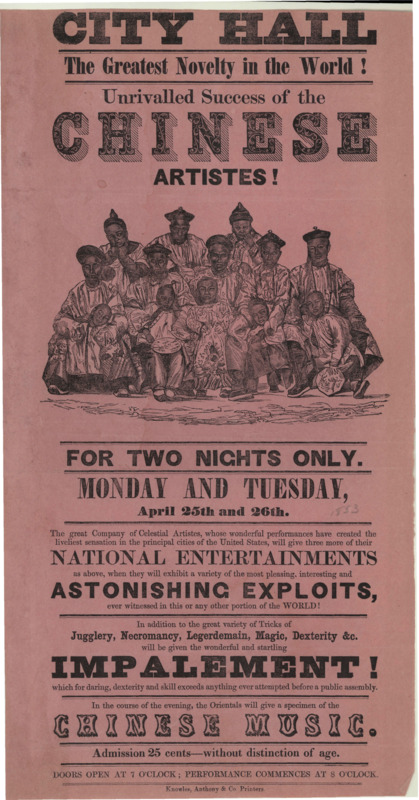 CITY HALL
The Greatest Novelty in the World!
Unrivalled Success of the
CHINESE
ARTISTES!
FOR TWO NIGHTS ONLY.
MONDAY AND TUESDAY,
April 25th and 26th.
1853
The great Company of Celestial Artistes, whose wonderful performances have created the
liveliest sensation in the principal cities of the United States, will give three more of their
NATIONAL ENTERTAINMENTS
as above, when they will exhibit a variety of the most pleasing, interesting and
ASTONISHING EXPLOITS,
ever witnessed in this or any other portion of the WORLD!
In addition to the great variety of Tricks of
Jugglery, Necromancy, Legerdemain, Magic, Dexterity &c.
will be given the wonderful and startling
IMPALEMENT!
which for daring, dexterity and skill exceeds anything ever attempted before a public assembly.
In the course of the evening, the Orientals will give a specimen of the
CHINESE MUSIC.
Admission 25 cents—without distinction of age.
DOORS OPEN AT 7 O'CLOCK; PERFORMANCE COMMENCES AT 8 O'CLOCK.
Knowles, Anthony & Co Printers